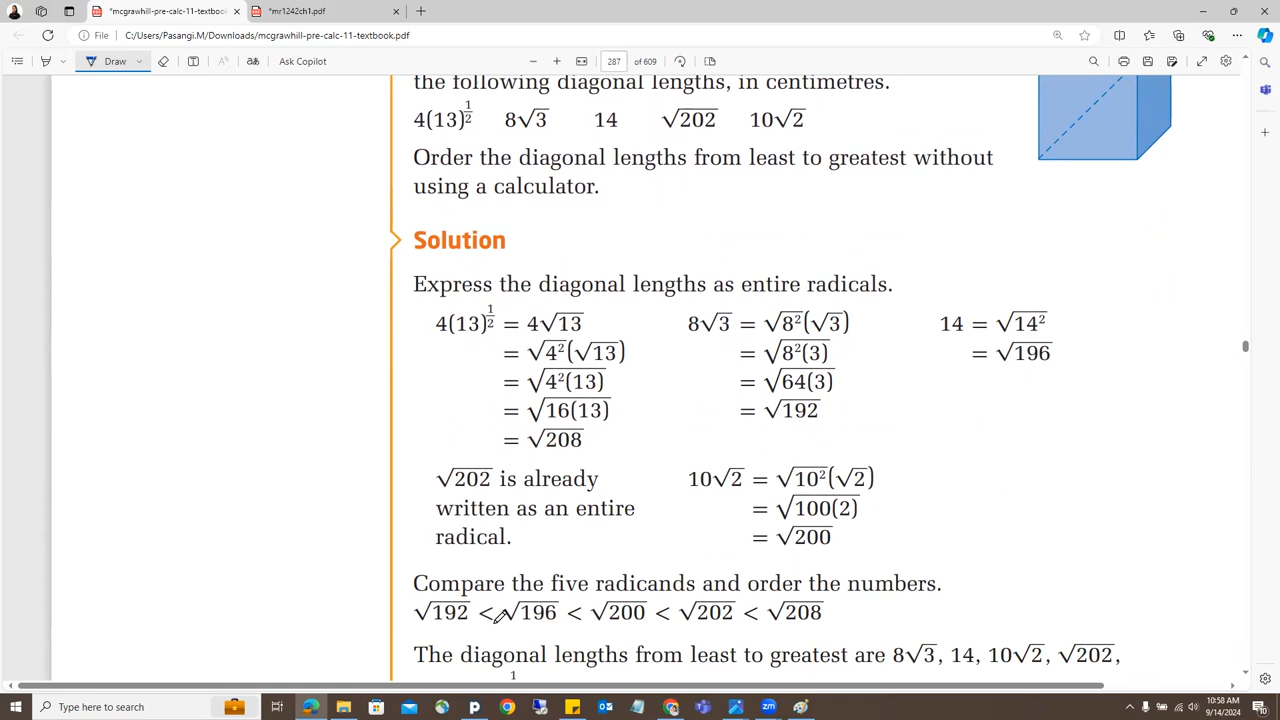 *mcgrawhill-pre-calc-11-textbook
*mr1242ch1.pdf
File
C:/Users/Pasangi.M/Downloads/mcgrawhill-pre-calc-11-textbook.pdf
Draw
Ask Copilot
287 of 609
the following diagonal lengths, in centimetres.
4(13)^(1/2) 8√3 14 √202 10√2
Order the diagonal lengths from least to greatest without
using a calculator.
Solution
Express the diagonal lengths as entire radicals.
4(13)^(1/2) = 4√13
= √4²(√13)
= √4²(13)
= √16(13)
= √208
8√3 = √8²(√3)
= √8²(3)
= √64(3)
= √192
14 = √14²
= √196
√202 is already
written as an entire
radical.
10√2 = √10²(√2)
= √100(2)
= √200
Compare the five radicands and order the numbers.
√192 < √196 < √200 < √202 < √208
The diagonal lengths from least to greatest are 8√3, 14, 10√2, √202,
1
Type here to search
10:58 AM
9/14/2024